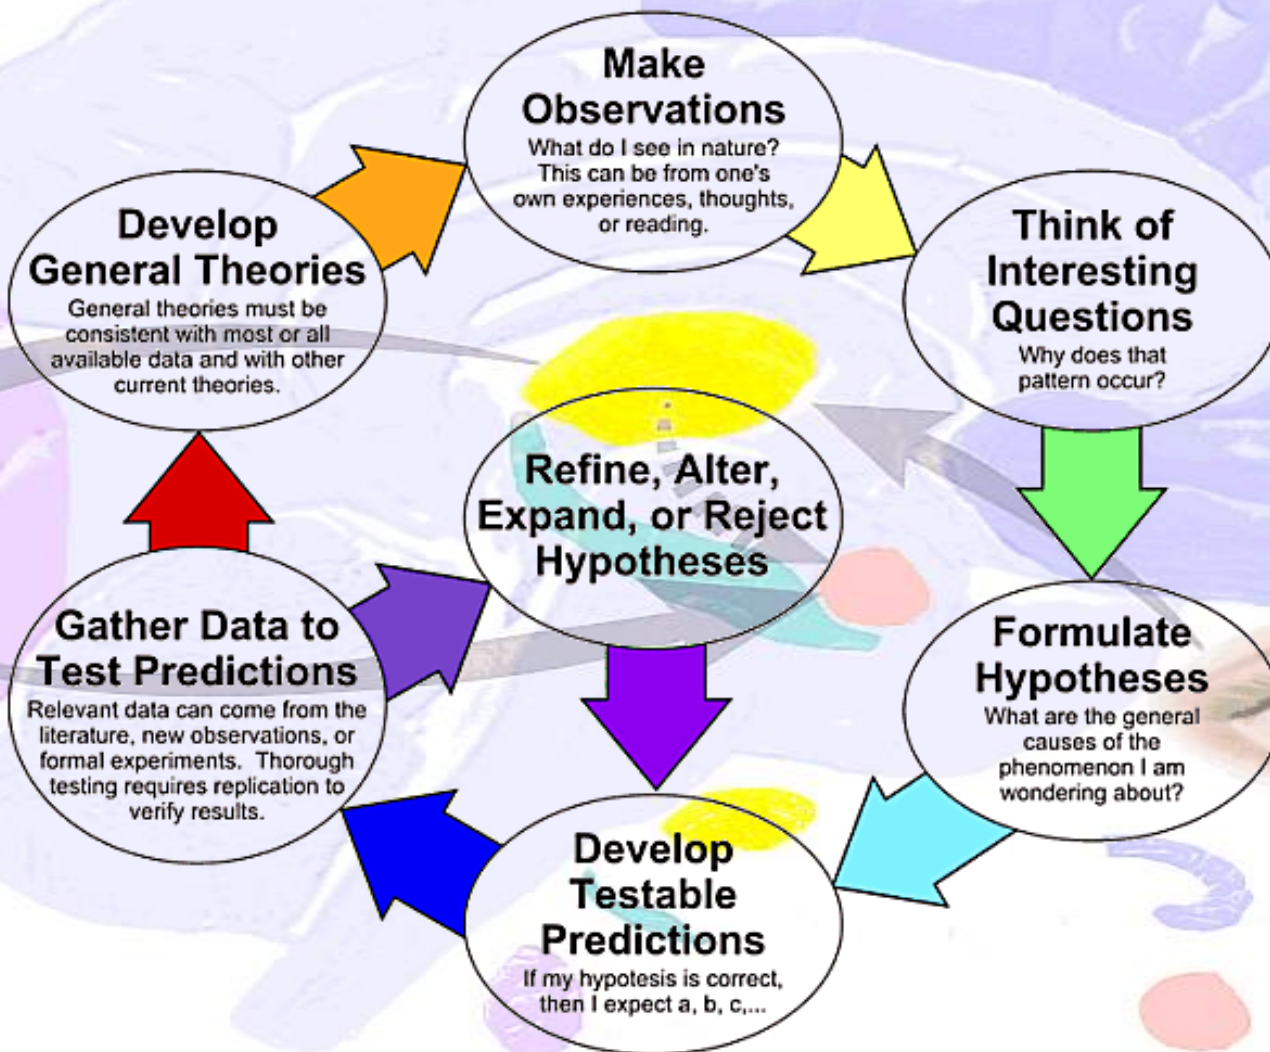 Make
Observations
What do I see in nature?
This can be from one's
own experiences, thoughts,
or reading.
Think of
Interesting
Questions
Why does that
pattern occur?
Formulate
Hypotheses
What are the general
causes of the
phenomenon I am
wondering about?
Develop
Testable
Predictions
If my hypotesis is correct,
then I expect a, b, c,...
Gather Data to
Test Predictions
Relevant data can come from the
literature, new observations, or
formal experiments. Thorough
testing requires replication to
verify results.
Refine, Alter,
Expand, or Reject
Hypotheses
Develop
General Theories
General theories must be
consistent with most or all
available data and with other
current theories.